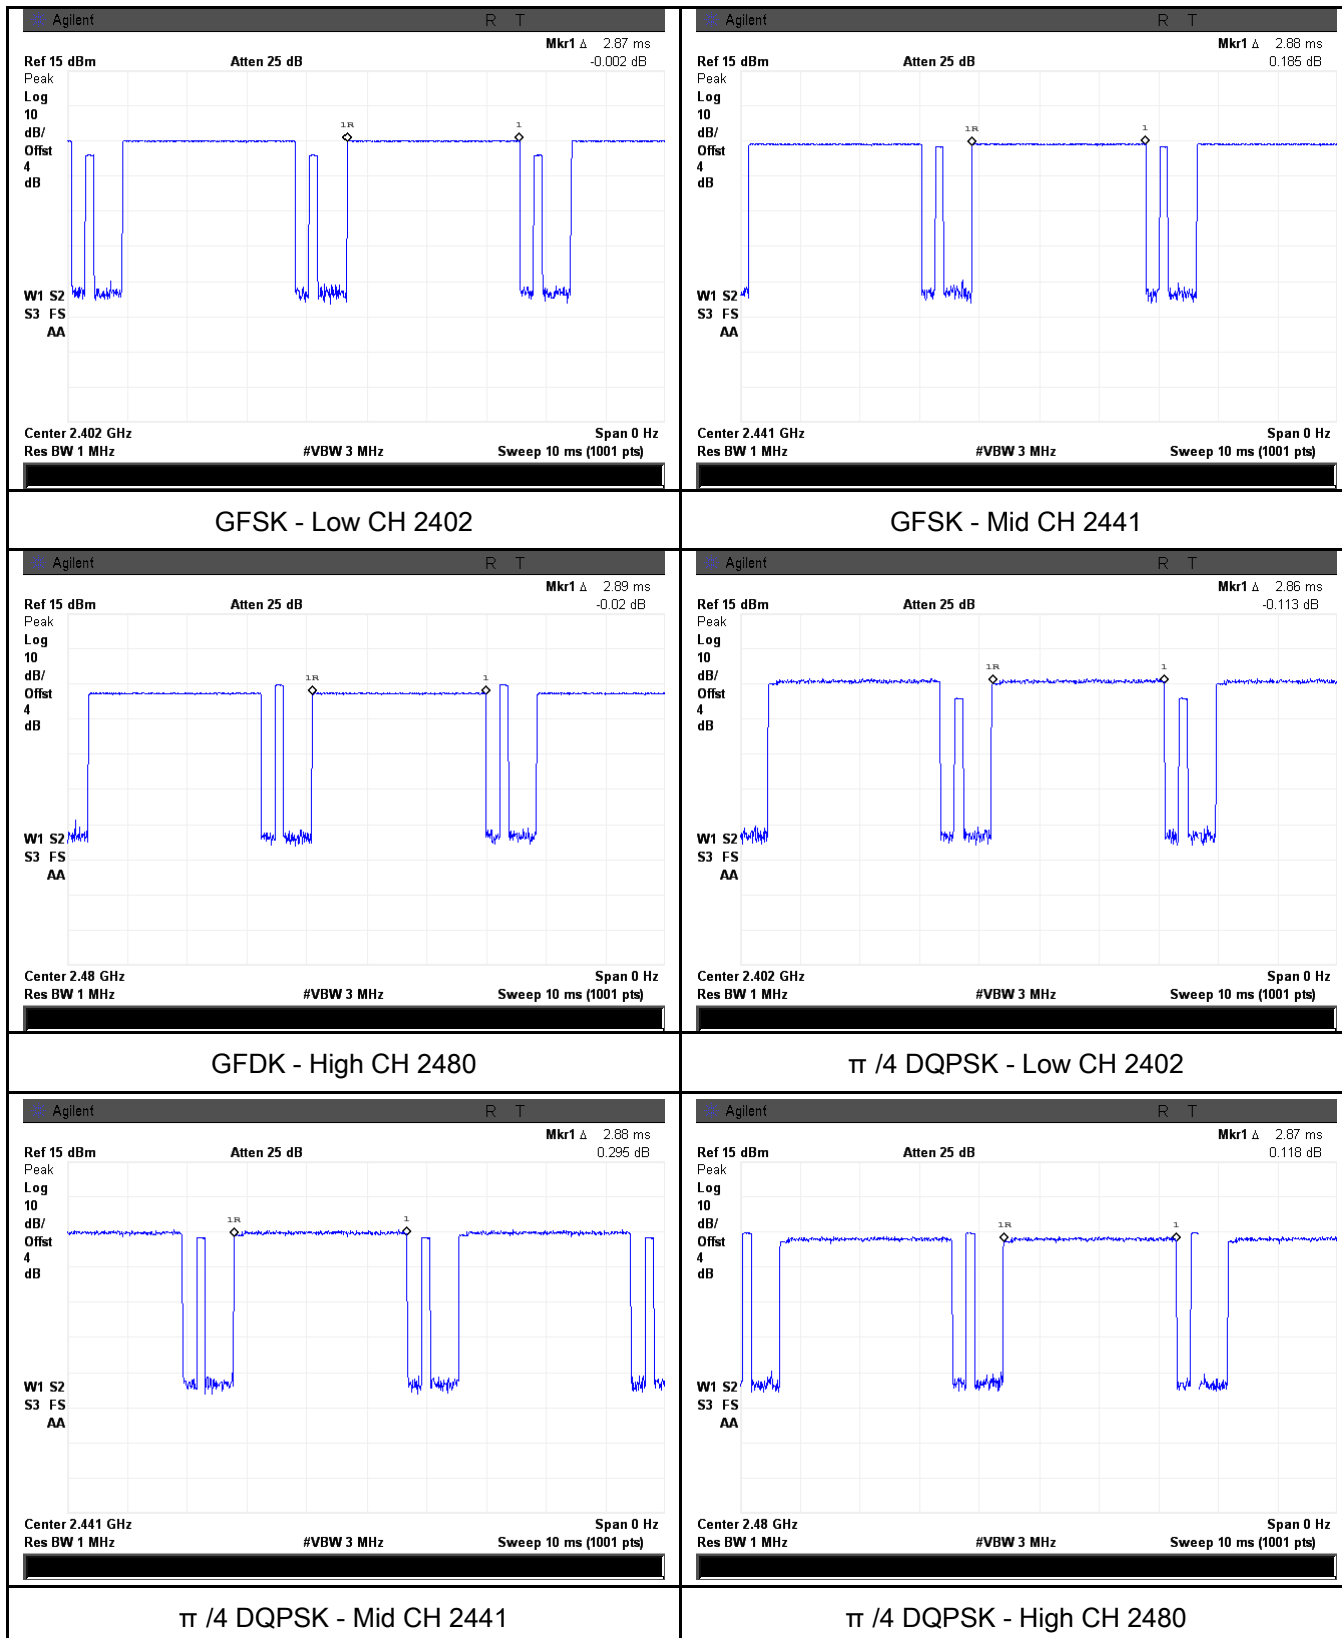 Agilent R T
Mkr1 Δ 2.87 ms
Ref 15 dBm Atten 25 dB -0.002 dB
Peak
Log
10
dB/
Offst
4
dB
1R 1
W1 S2
S3 FS
AA
Center 2.402 GHz Span 0 Hz
Res BW 1 MHz #VBW 3 MHz Sweep 10 ms (1001 pts)
GFSK - Low CH 2402
Agilent R T
Mkr1 Δ 2.88 ms
Ref 15 dBm Atten 25 dB 0.185 dB
Peak
Log
10
dB/
Offst
4
dB
1R 1
W1 S2
S3 FS
AA
Center 2.441 GHz Span 0 Hz
Res BW 1 MHz #VBW 3 MHz Sweep 10 ms (1001 pts)
GFSK - Mid CH 2441
Agilent R T
Mkr1 Δ 2.89 ms
Ref 15 dBm Atten 25 dB -0.02 dB
Peak
Log
10
dB/
Offst
4
dB
1R 1
W1 S2
S3 FS
AA
Center 2.48 GHz Span 0 Hz
Res BW 1 MHz #VBW 3 MHz Sweep 10 ms (1001 pts)
GFDK - High CH 2480
Agilent R T
Mkr1 Δ 2.86 ms
Ref 15 dBm Atten 25 dB -0.113 dB
Peak
Log
10
dB/
Offst
4
dB
1R 1
W1 S2
S3 FS
AA
Center 2.402 GHz Span 0 Hz
Res BW 1 MHz #VBW 3 MHz Sweep 10 ms (1001 pts)
π /4 DQPSK - Low CH 2402
Agilent R T
Mkr1 Δ 2.88 ms
Ref 15 dBm Atten 25 dB 0.295 dB
Peak
Log
10
dB/
Offst
4
dB
1R 1
W1 S2
S3 FS
AA
Center 2.441 GHz Span 0 Hz
Res BW 1 MHz #VBW 3 MHz Sweep 10 ms (1001 pts)
π /4 DQPSK - Mid CH 2441
Agilent R T
Mkr1 Δ 2.87 ms
Ref 15 dBm Atten 25 dB 0.118 dB
Peak
Log
10
dB/
Offst
4
dB
1R 1
W1 S2
S3 FS
AA
Center 2.48 GHz Span 0 Hz
Res BW 1 MHz #VBW 3 MHz Sweep 10 ms (1001 pts)
π /4 DQPSK - High CH 2480